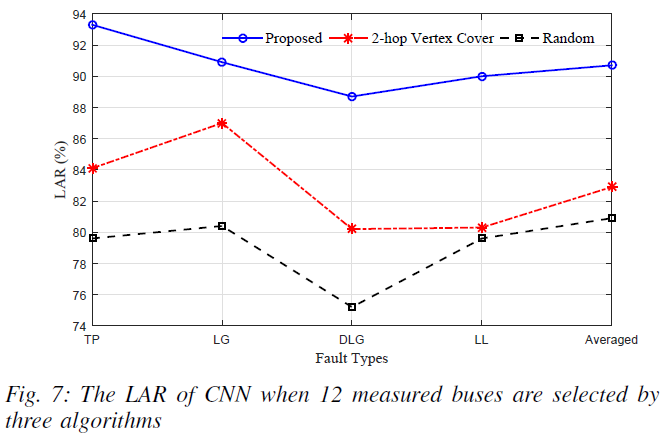 94
92
90
88
86
84
82
80
78
76
74
LAR (%)
Proposed 2-hop Vertex Cover Random
TP LG DLG LL Averaged
Fault Types
Fig. 7: The LAR of CNN when 12 measured buses are selected by
three algorithms